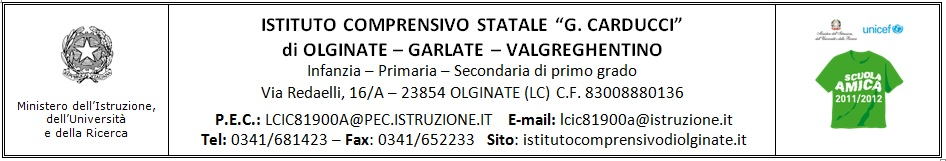 Ministero dell'Istruzione,
dell'Università
e della Ricerca
ISTITUTO COMPRENSIVO STATALE “G. CARDUCCI”
di OLGINATE – GARLATE – VALGREGHENTINO
Infanzia – Primaria – Secondaria di primo grado
Via Redaelli, 16/A – 23854 OLGINATE (LC) C.F. 83008880136
P.E.C.: LCIC81900A@PEC.ISTRUZIONE.IT E-mail: lcic81900a@istruzione.it
Tel: 0341/681423 – Fax: 0341/652233 Sito: istitutocomprensivodiolginate.it
unicef
SCUOLA
AMICA
2011/2012